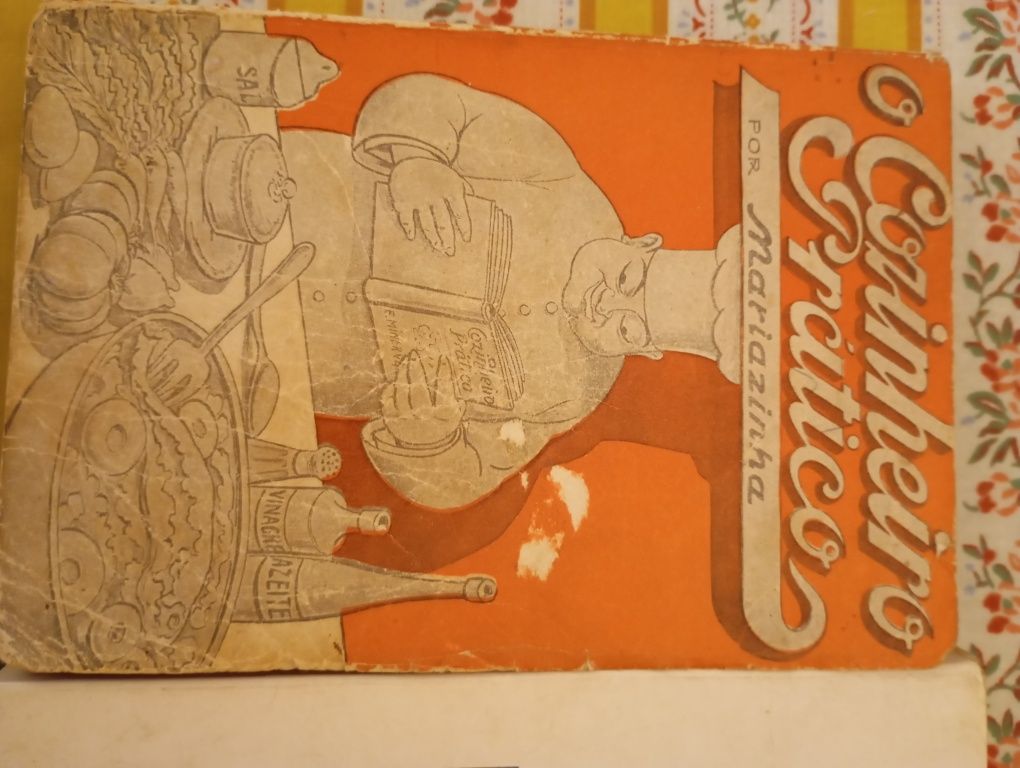 O Cozinheiro
Prático
POR Mariazinha
O
Cozinheiro
Prático
SAL
VINAGRE
AZEITE